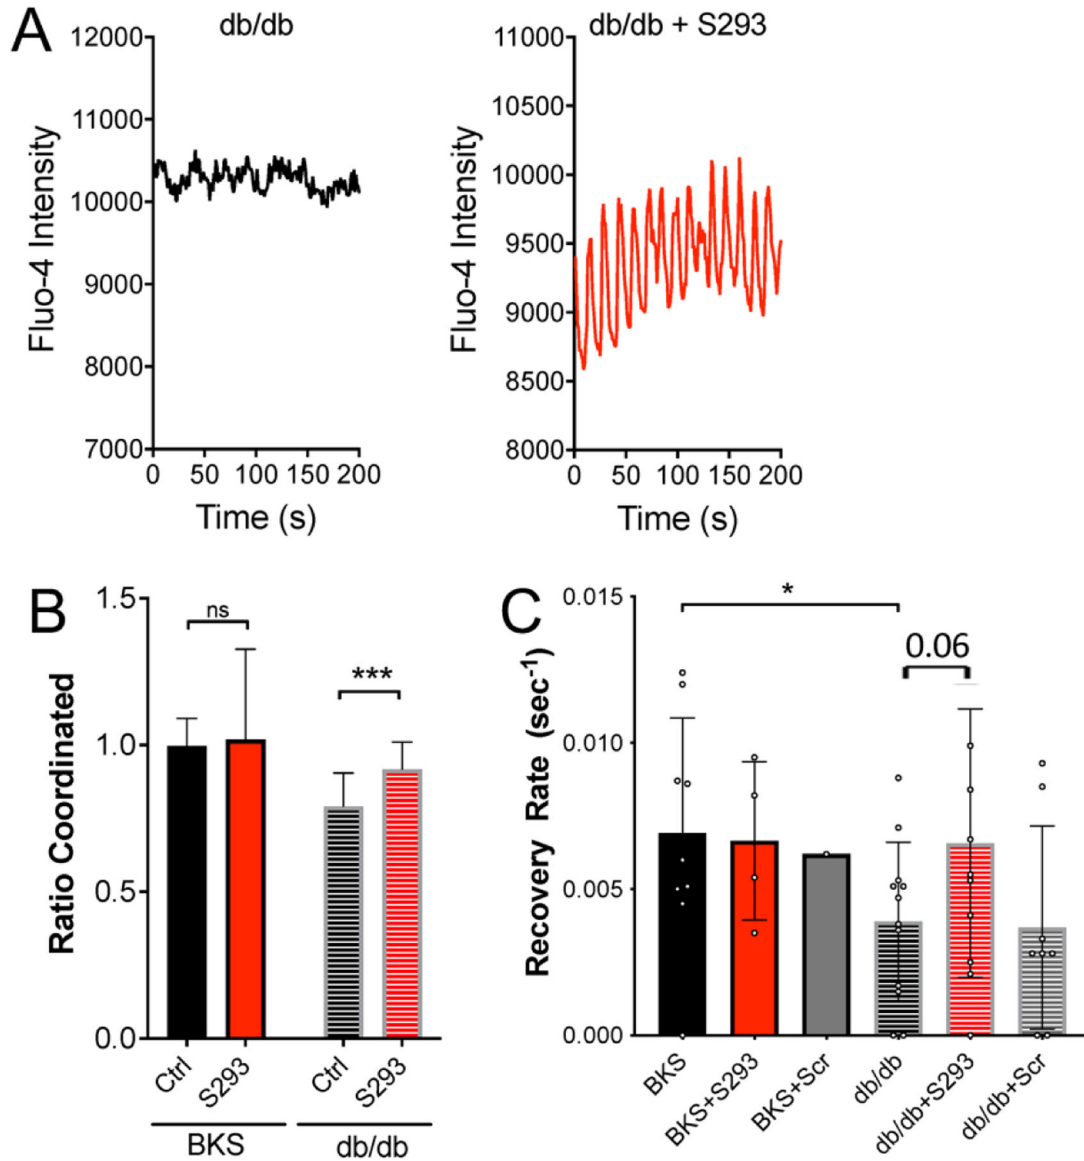 A
db/db
db/db + S293
12000
11000
10000
9000
8000
7000
Fluo-4 Intensity
0 50 100 150 200
Time (s)
11000
10500
10000
9500
9000
8500
8000
Fluo-4 Intensity
0 50 100 150 200
Time (s)
B
1.5
1.0
0.5
0.0
Ratio Coordinated
ns
***
Ctrl
S293
Ctrl
S293
BKS
db/db
C
0.015
0.010
0.005
0.000
Recovery Rate (sec-1)
*
0.06
BKS
BKS+S293
BKS+Scr
db/db
db/db+S293
db/db+Scr